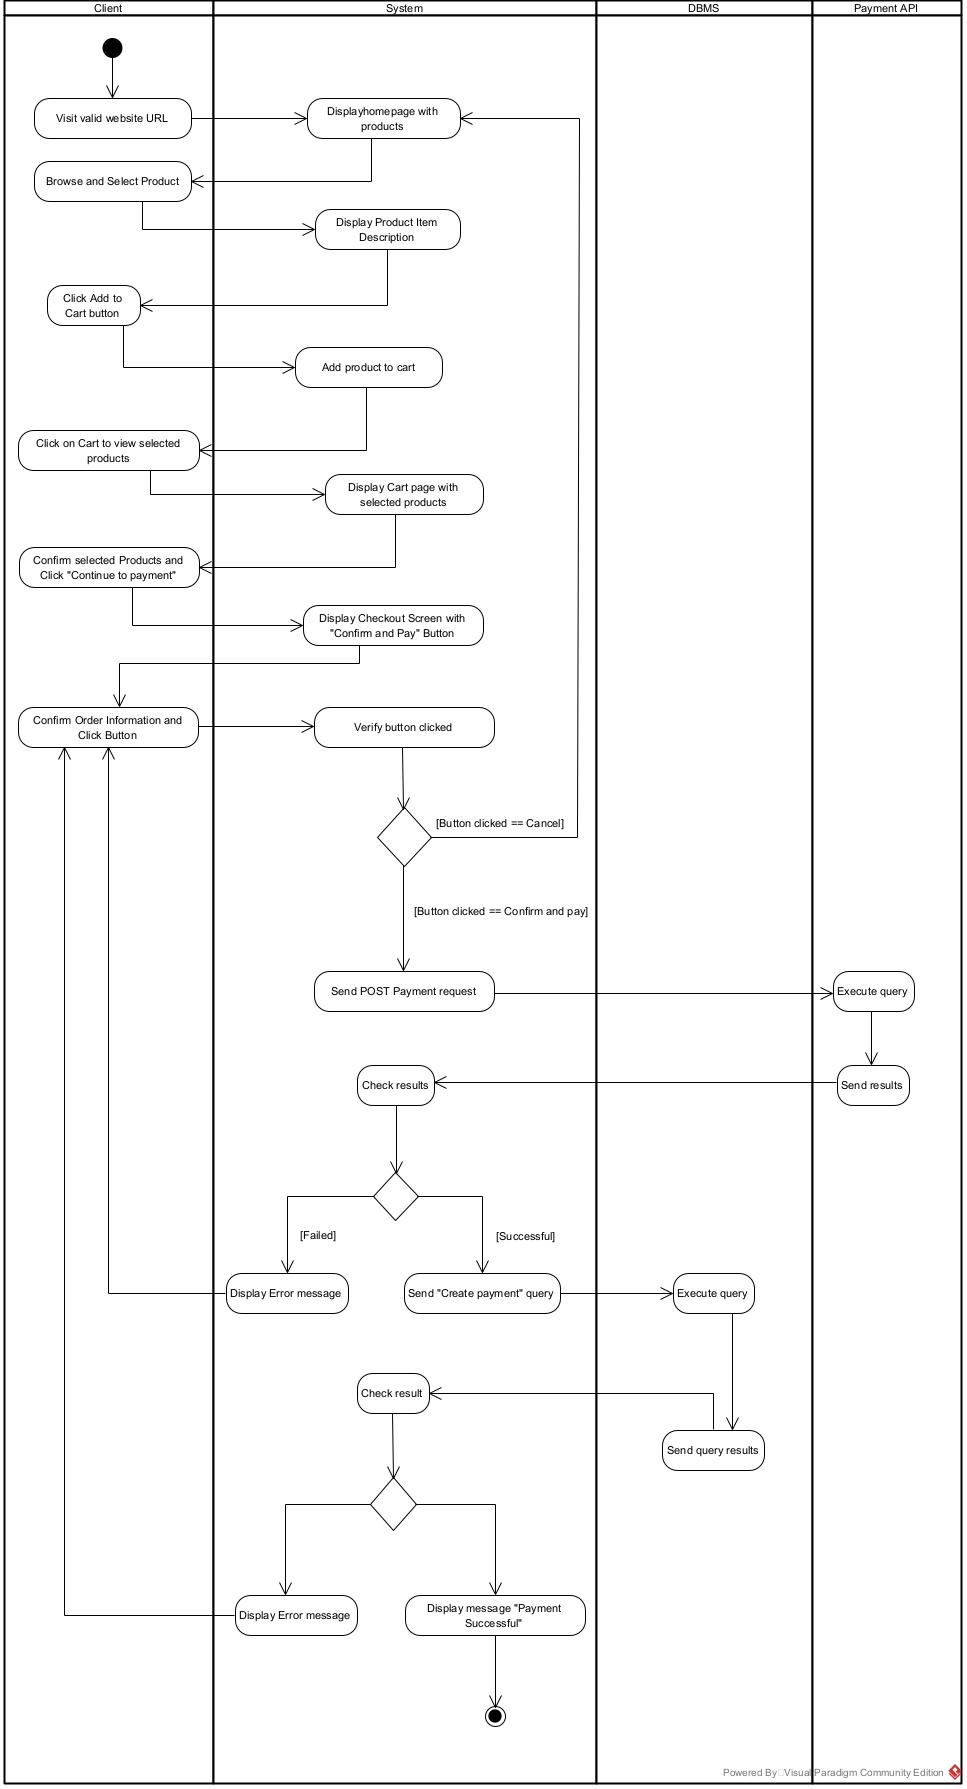 Client
System
DBMS
Payment API
Visit valid website URL
Displayhomepage with
products
Browse and Select Product
Display Product Item
Description
Click Add to
Cart button
Add product to cart
Click on Cart to view selected
products
Display Cart page with
selected products
Confirm selected Products and
Click "Continue to payment"
Display Checkout Screen with
"Confirm and Pay" Button
Confirm Order Information and
Click Button
Verify button clicked
[Button clicked == Cancel]
[Button clicked == Confirm and pay]
Send POST Payment request
Execute query
Check results
Send results
[Failed]
[Successful]
Display Error message
Send "Create payment" query
Execute query
Check result
Send query results
Display Error message
Display message "Payment
Successful"
Powered By Visual Paradigm Community Edition